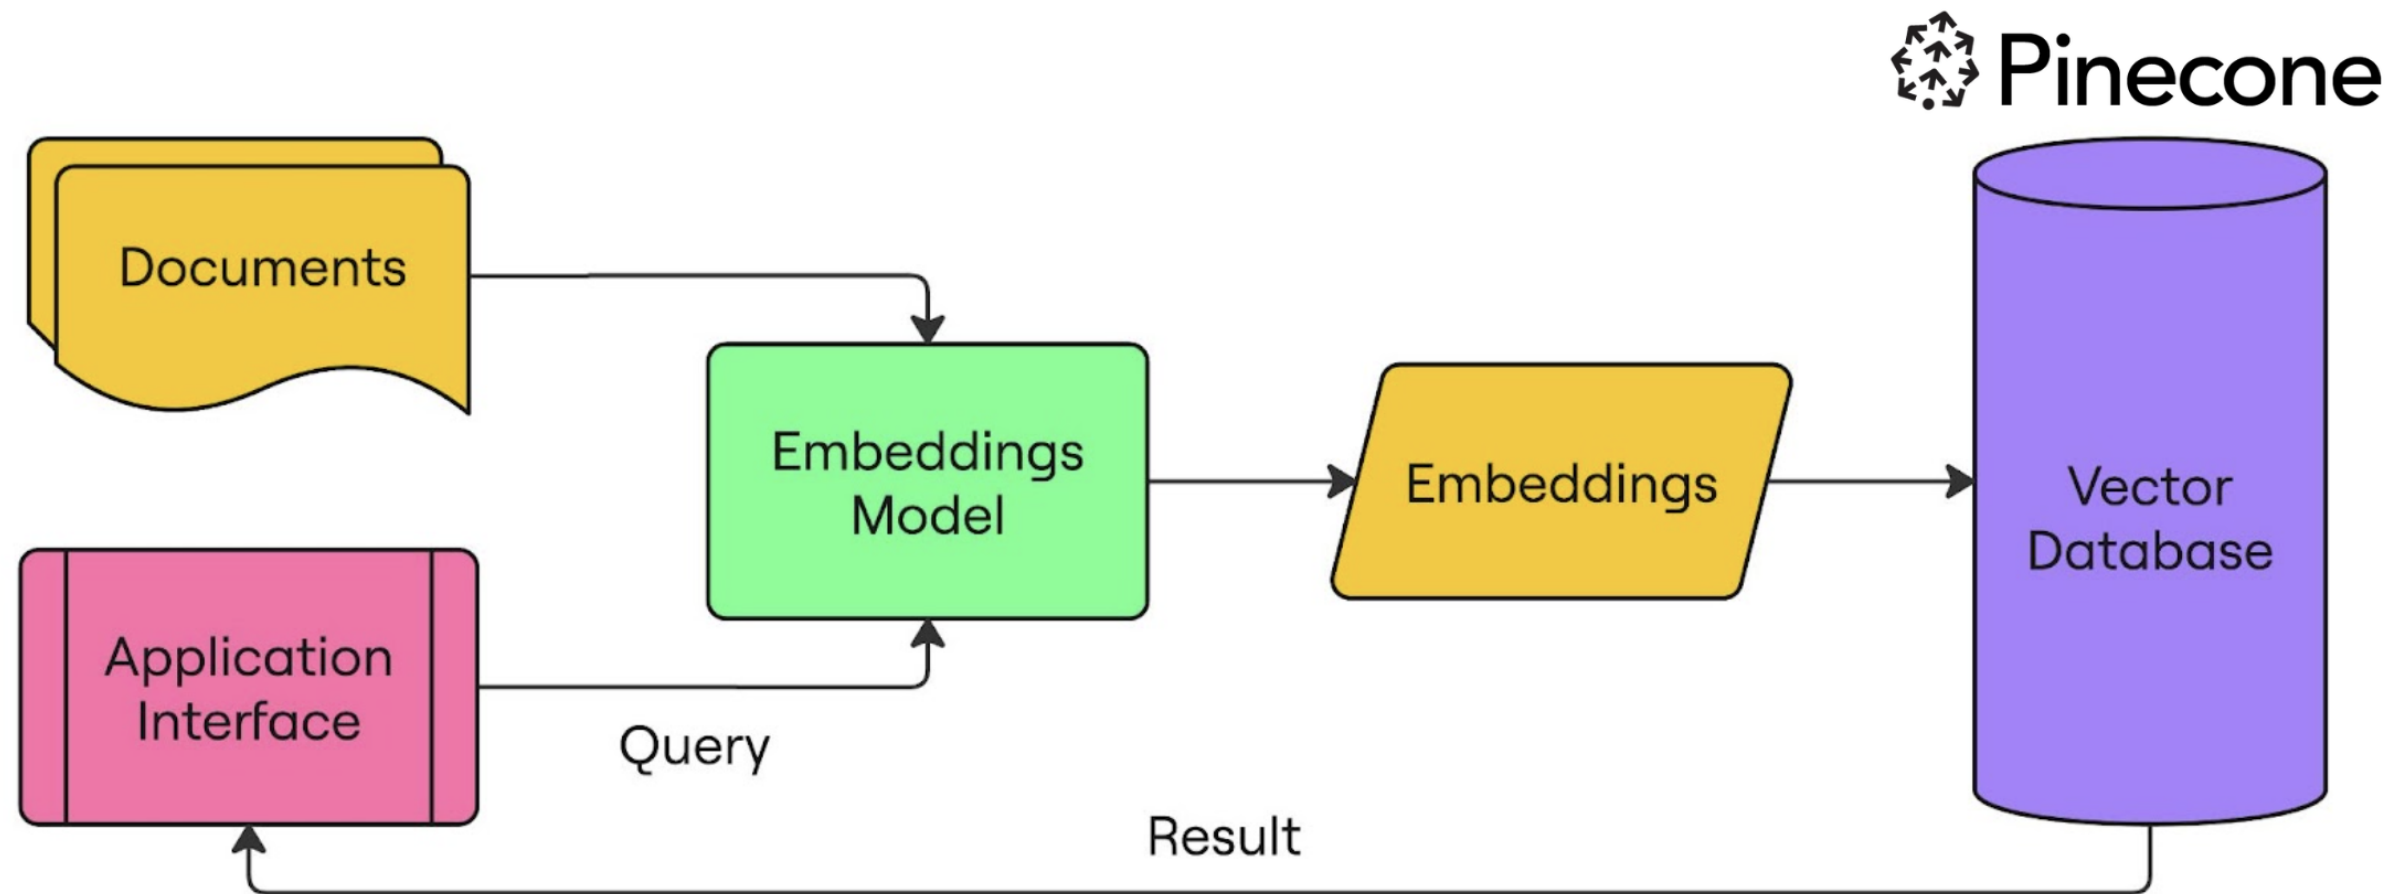 Pinecone
Documents
Embeddings
Model
Embeddings
Vector
Database
Application
Interface
Query
Result